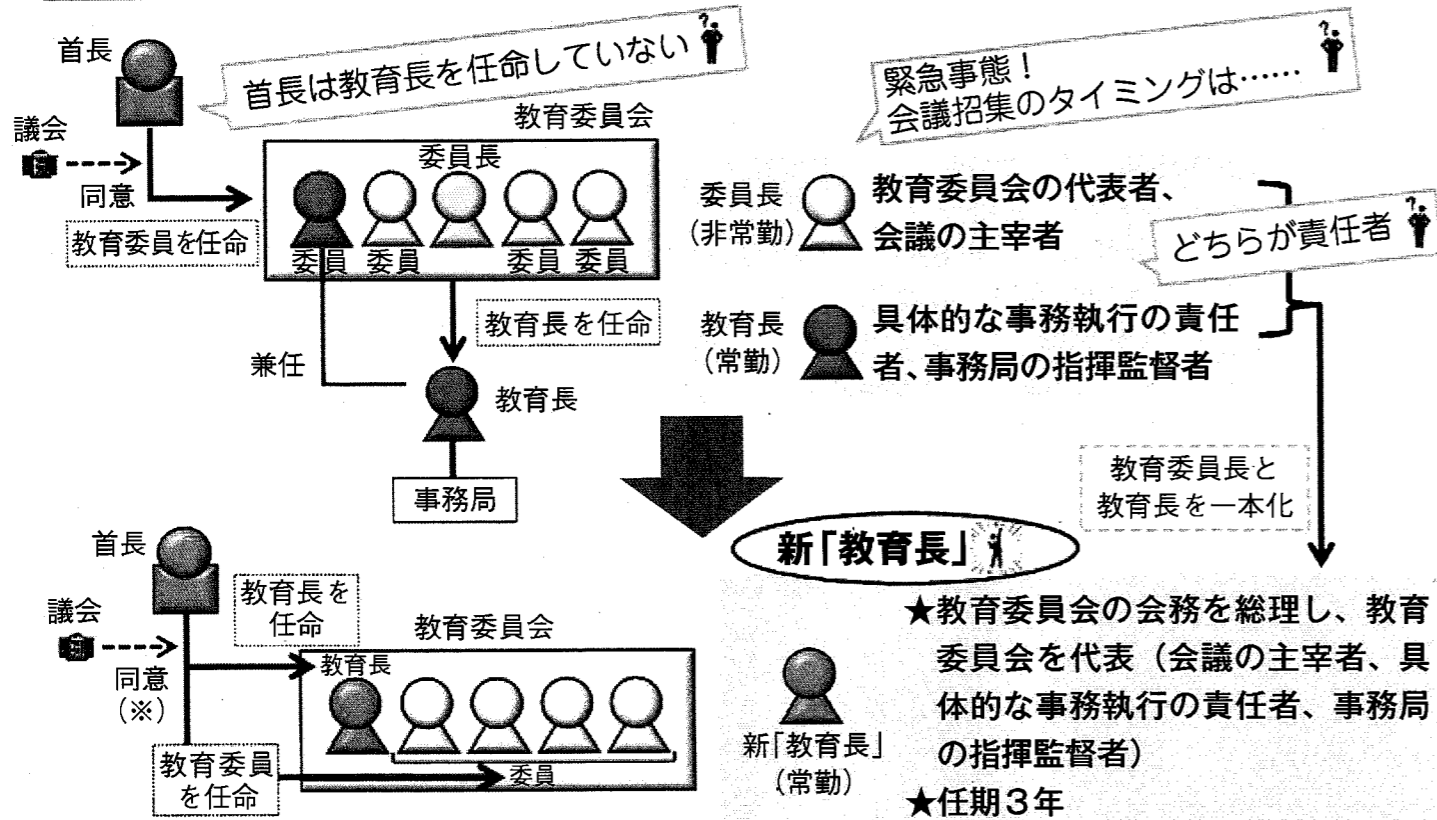 首長
首長は教育長を任命していない
議会
同意
教育委員を任命
教育委員会
委員長
委員 委員 委員 委員
教育長を任命
兼任
教育長
事務局
緊急事態!
会議招集のタイミングは……
委員長
(非常勤)
教育委員会の代表者、
会議の主宰者
どちらが責任者
教育長
(常勤)
具体的な事務執行の責任
者、事務局の指揮監督者
教育委員長と
教育長を一本化
新「教育長」
首長
議会
同意
(※)
教育長を
任命
教育委員会
教育長
委員
教育委員
を任命
新「教育長」
(常勤)
★教育委員会の会務を総理し、教育
委員会を代表(会議の主宰者、具
体的な事務執行の責任者、事務局
の指揮監督者)
★任期3年